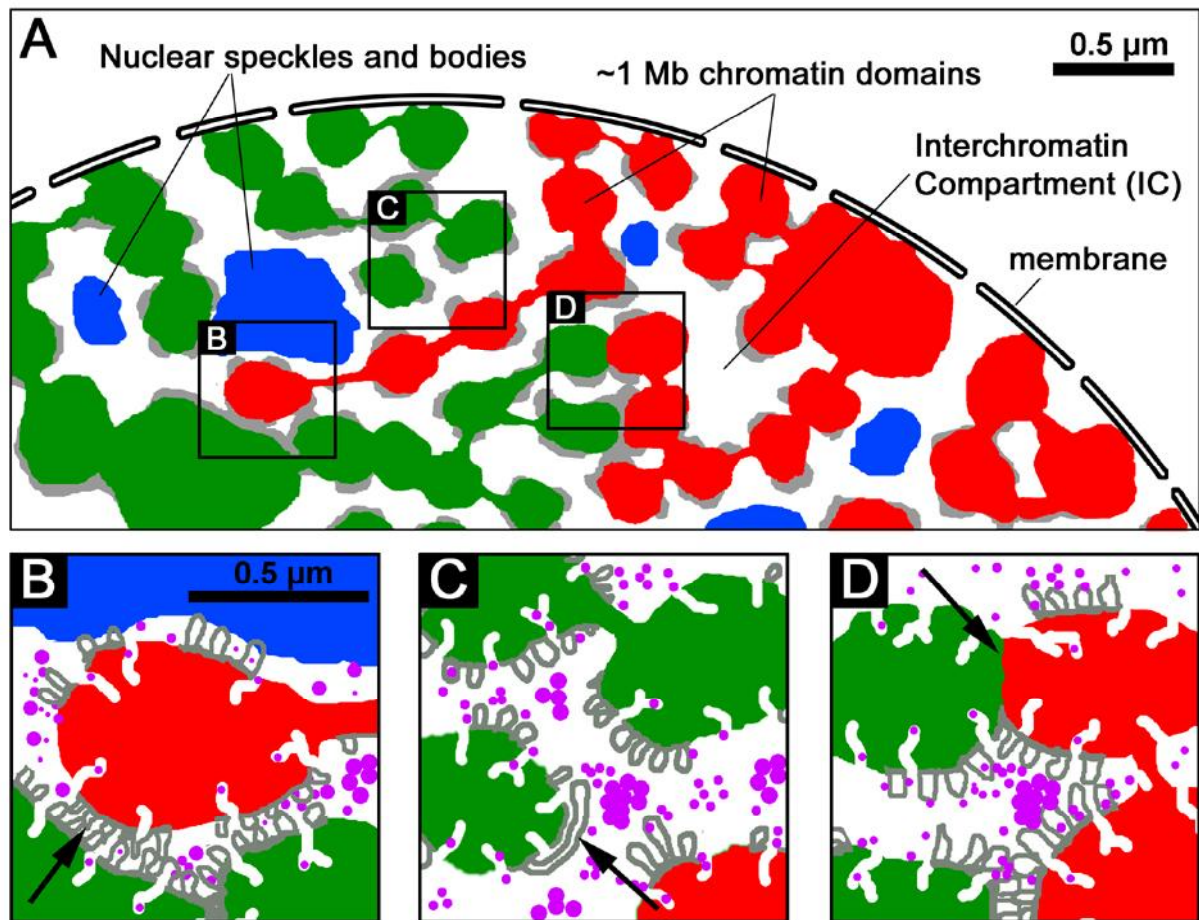 A
Nuclear speckles and bodies
~1 Mb chromatin domains
0.5 µm
Interchromatin
Compartment (IC)
membrane
C
D
B
B
0.5 µm
C
D